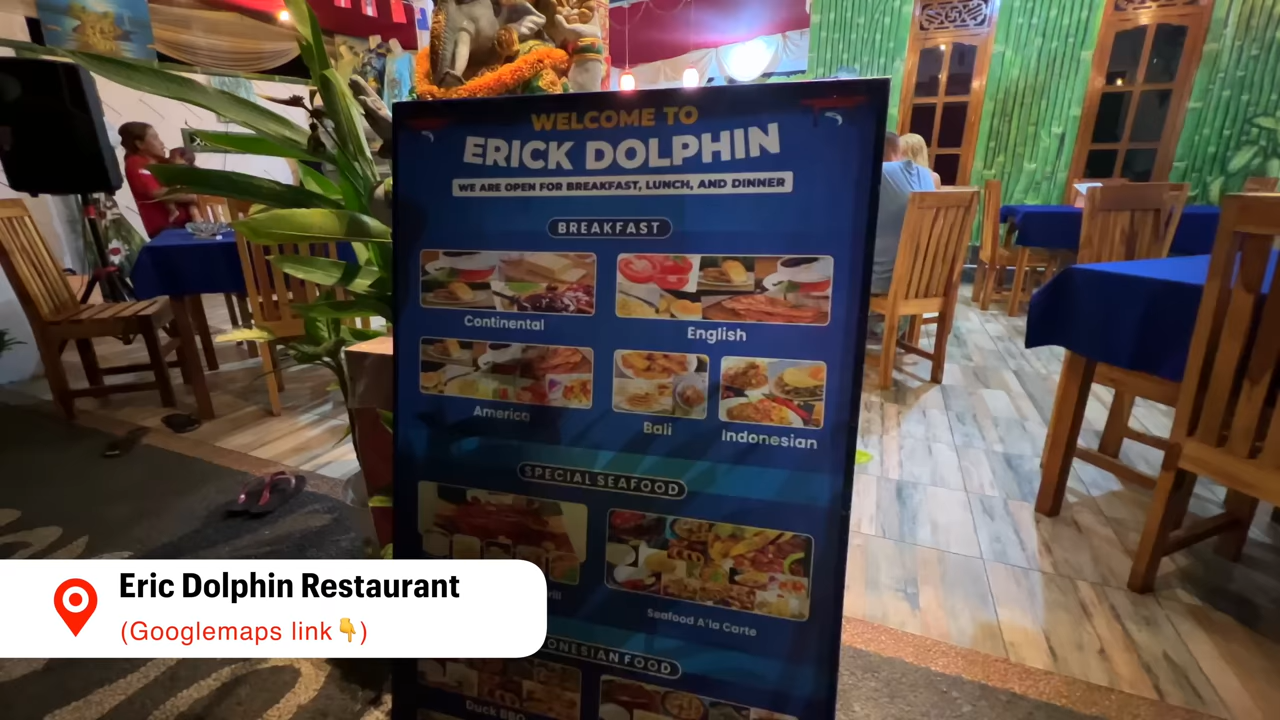 WELCOME TO
ERICK DOLPHIN
WE ARE OPEN FOR BREAKFAST, LUNCH, AND DINNER
BREAKFAST
Continental
English
America
Bali
Indonesian
SPECIAL SEAFOOD
Seafood A'la Carte
Eric Dolphin Restaurant
(Googlemaps link👇)
FOOD
Duck BBQ